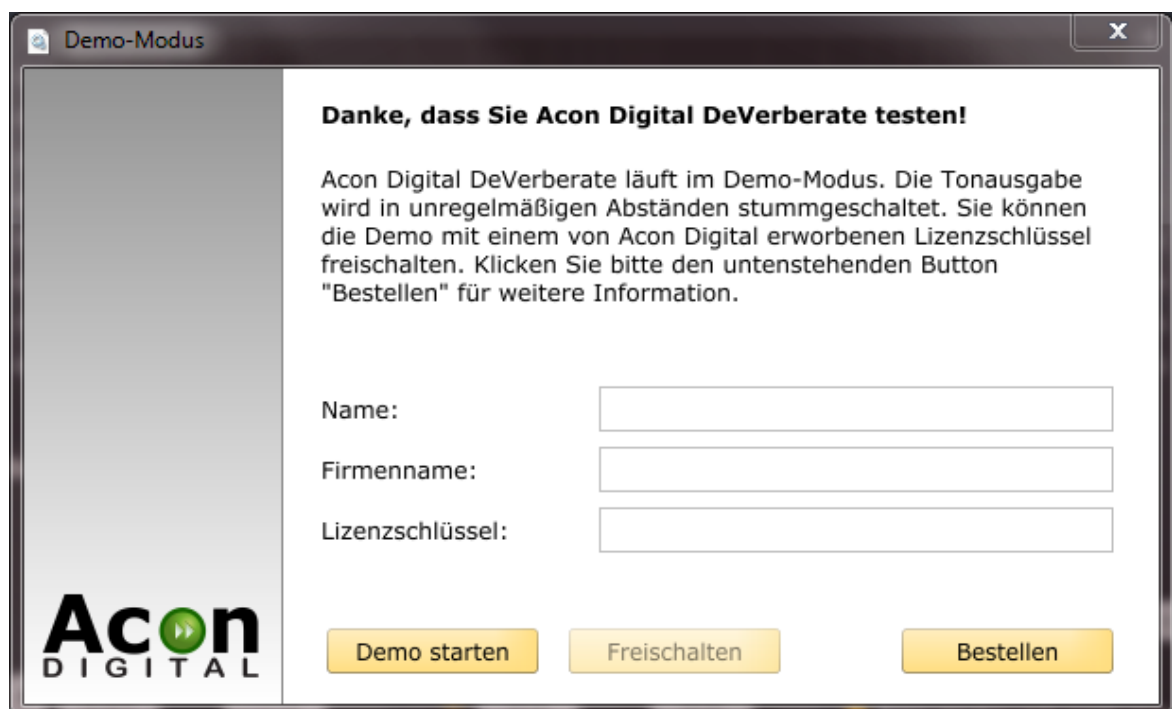 Demo-Modus
X
Danke, dass Sie Acon Digital DeVerberate testen!
Acon Digital DeVerberate läuft im Demo-Modus. Die Tonausgabe
wird in unregelmäßigen Abständen stummgeschaltet. Sie können
die Demo mit einem von Acon Digital erworbenen Lizenzschlüssel
freischalten. Klicken Sie bitte den untenstehenden Button
"Bestellen" für weitere Information.
Name:
Firmenname:
Lizenzschlüssel:
Acon
DIGITAL
Demo starten
Freischalten
Bestellen